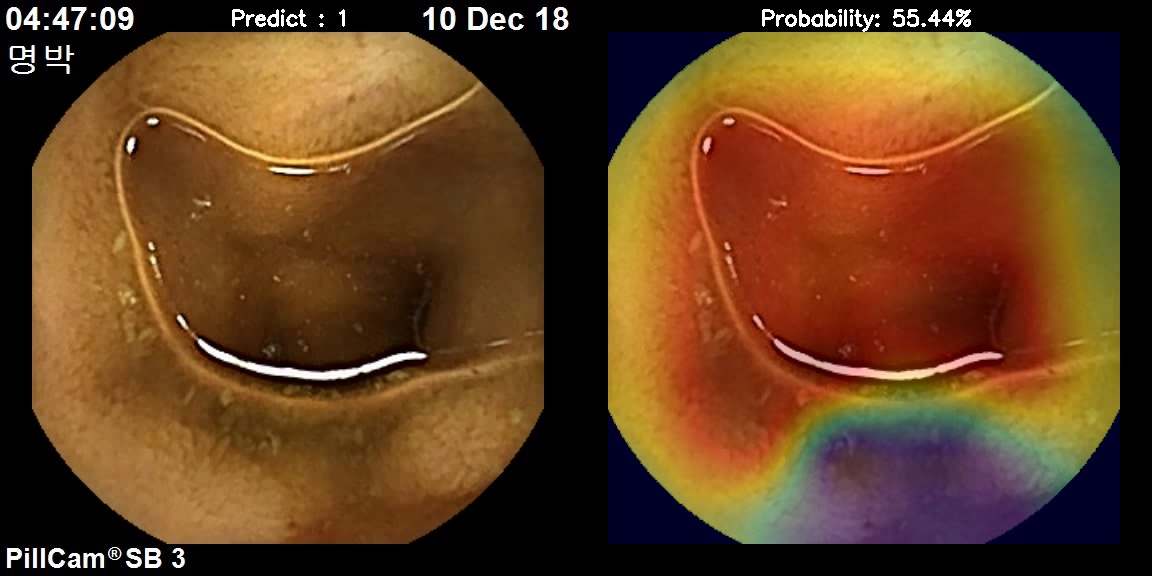 04:47:09 Predict : 1 10 Dec 18 Probability: 55.44%
명박
PillCam® SB 3